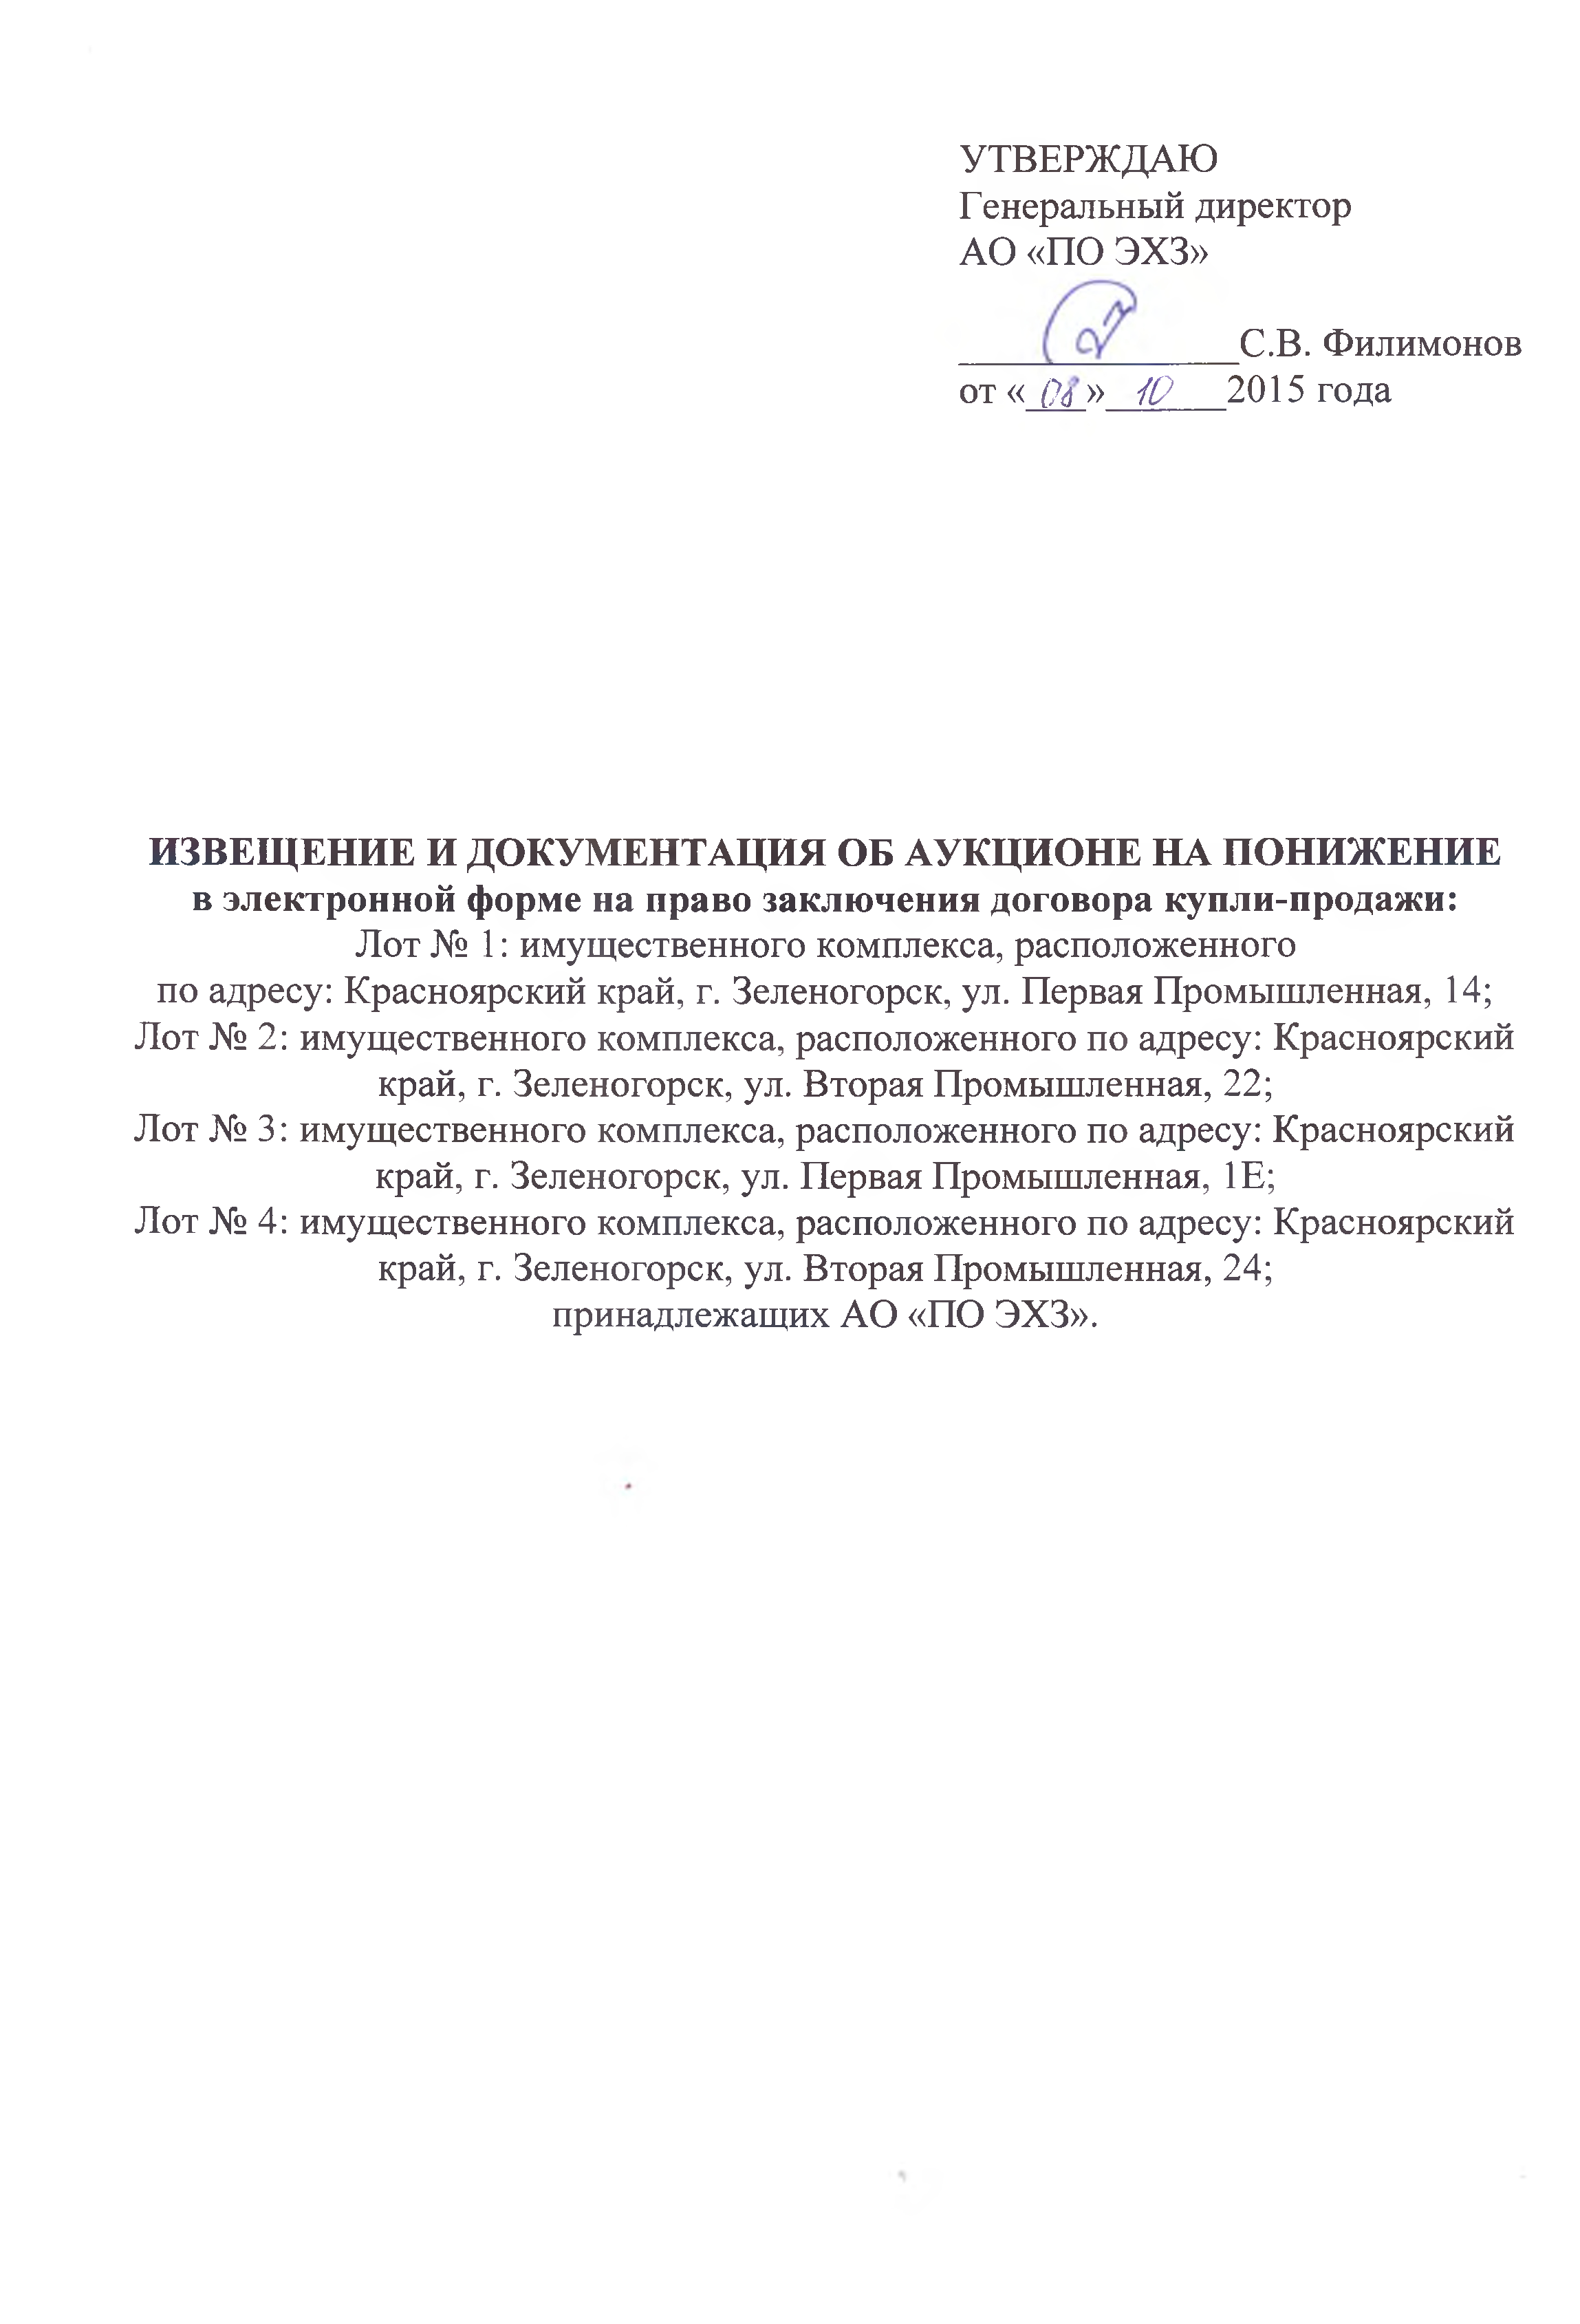 УТВЕРЖДАЮ
Генеральный директор
АО «ПО ЭХЗ»
______________С.В. Филимонов
от «08» 10 2015 года
ИЗВЕЩЕНИЕ И ДОКУМЕНТАЦИЯ ОБ АУКЦИОНЕ НА ПОНИЖЕНИЕ
в электронной форме на право заключения договора купли-продажи:
Лот № 1: имущественного комплекса, расположенного
по адресу: Красноярский край, г. Зеленогорск, ул. Первая Промышленная, 14;
Лот № 2: имущественного комплекса, расположенного по адресу: Красноярский
край, г. Зеленогорск, ул. Вторая Промышленная, 22;
Лот № 3: имущественного комплекса, расположенного по адресу: Красноярский
край, г. Зеленогорск, ул. Первая Промышленная, 1Е;
Лот № 4: имущественного комплекса, расположенного по адресу: Красноярский
край, г. Зеленогорск, ул. Вторая Промышленная, 24;
принадлежащих АО «ПО ЭХЗ».